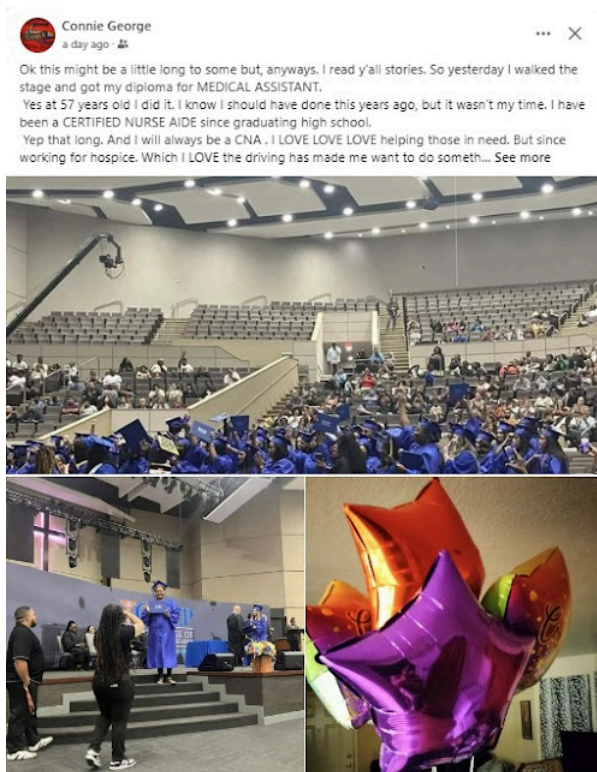 Connie George
a day ago
Ok this might be a little long to some but, anyways. I read y'all stories. So yesterday I walked the
stage and got my diploma for MEDICAL ASSISTANT.
Yes at 57 years old I did it. I know I should have done this years ago, but it wasn't my time. I have
been a CERTIFIED NURSE AIDE since graduating high school.
Yep that long. And I will always be a CNA . I LOVE LOVE LOVE helping those in need. But since
working for hospice. Which I LOVE the driving has made me want to do someth... See more